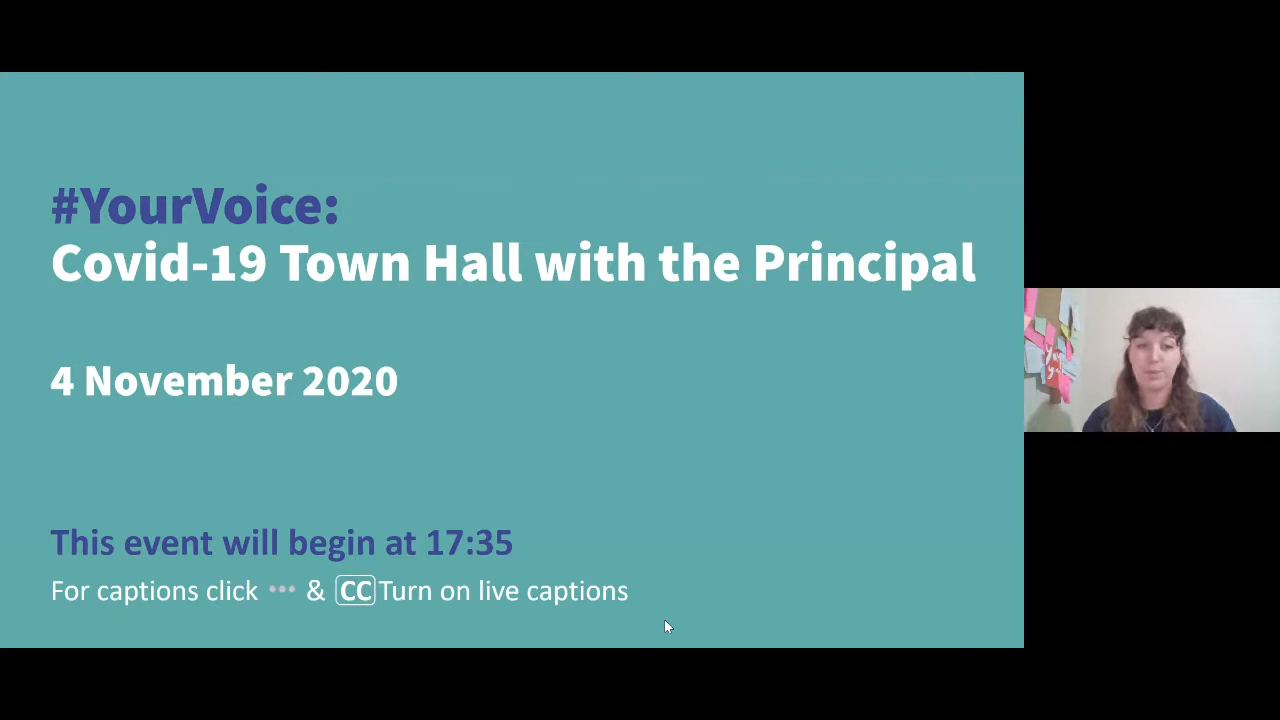 #YourVoice:
Covid-19 Town Hall with the Principal
4 November 2020
This event will begin at 17:35
For captions click ••• & CC Turn on live captions